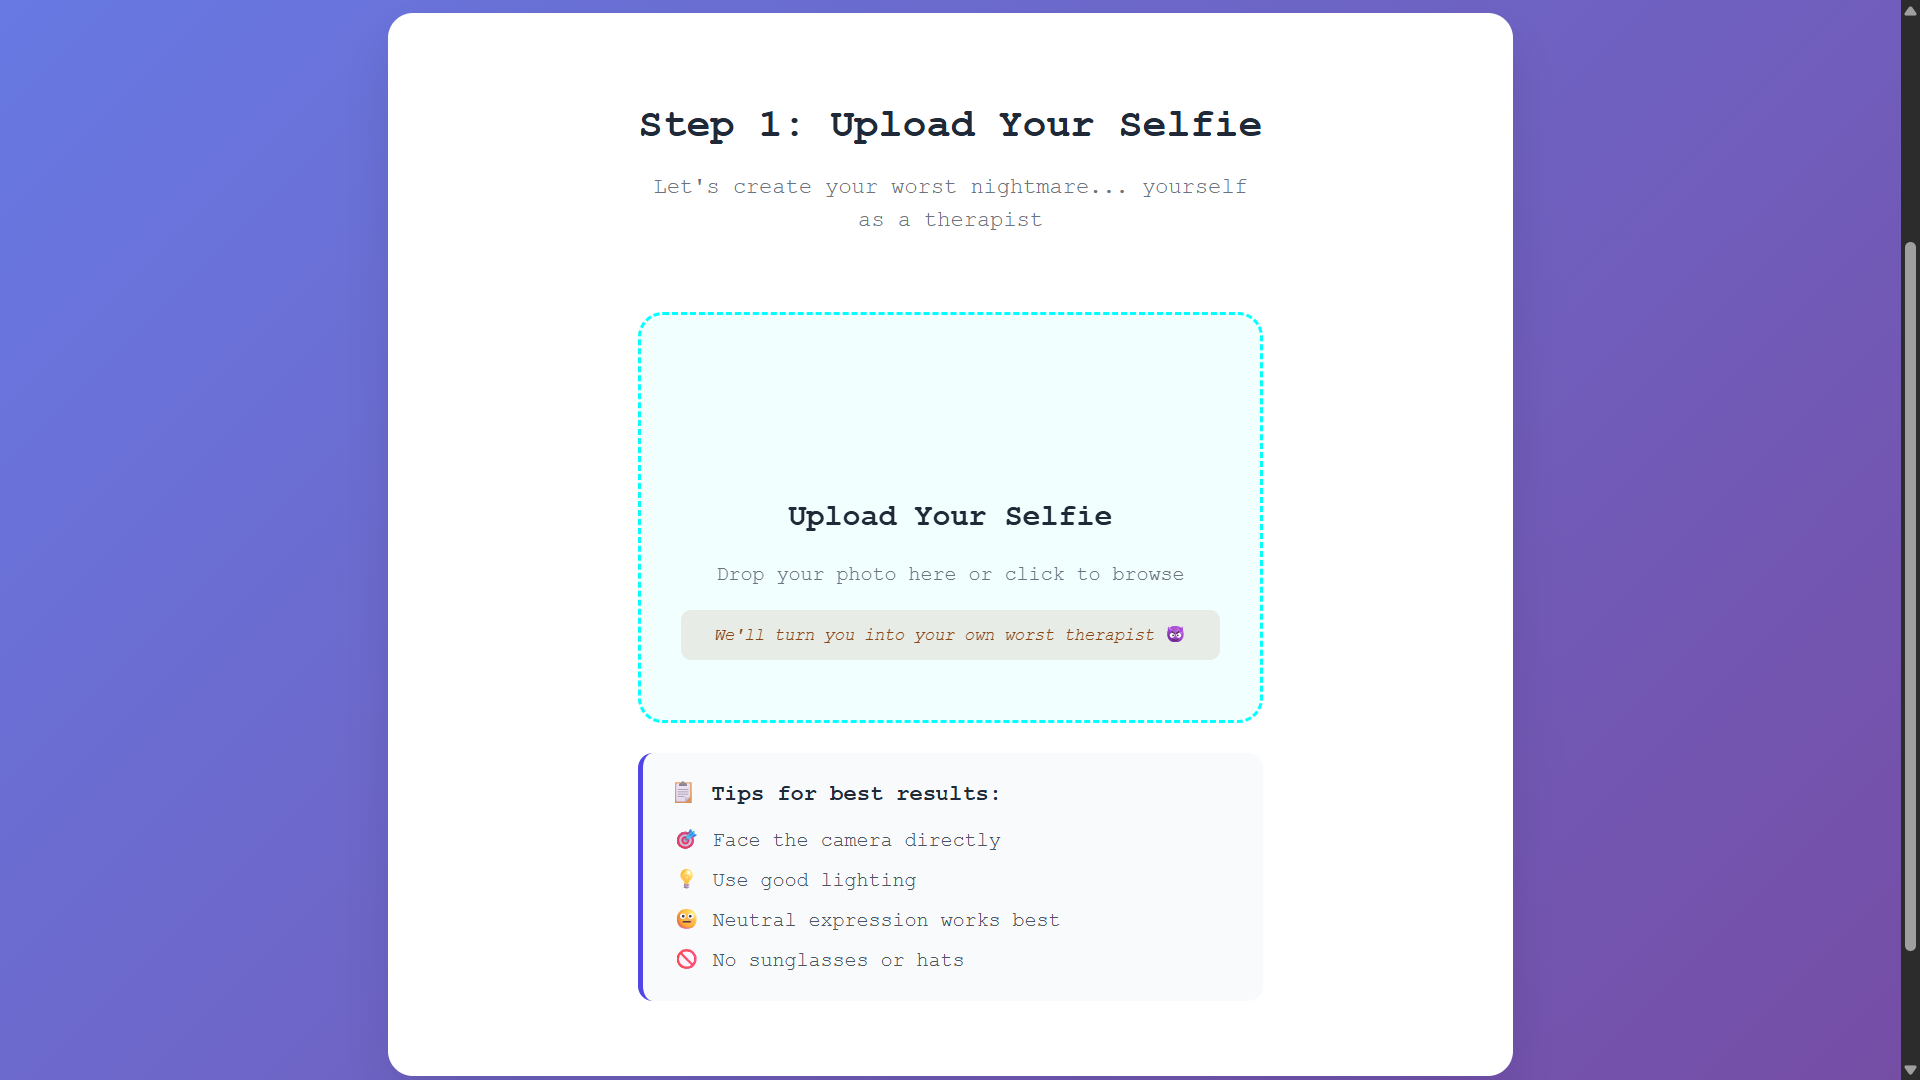 Step 1: Upload Your Selfie
Let's create your worst nightmare... yourself
as a therapist
Upload Your Selfie
Drop your photo here or click to browse
We'll turn you into your own worst therapist 😈
📋 Tips for best results:
🎯 Face the camera directly
💡 Use good lighting
😐 Neutral expression works best
🚫 No sunglasses or hats